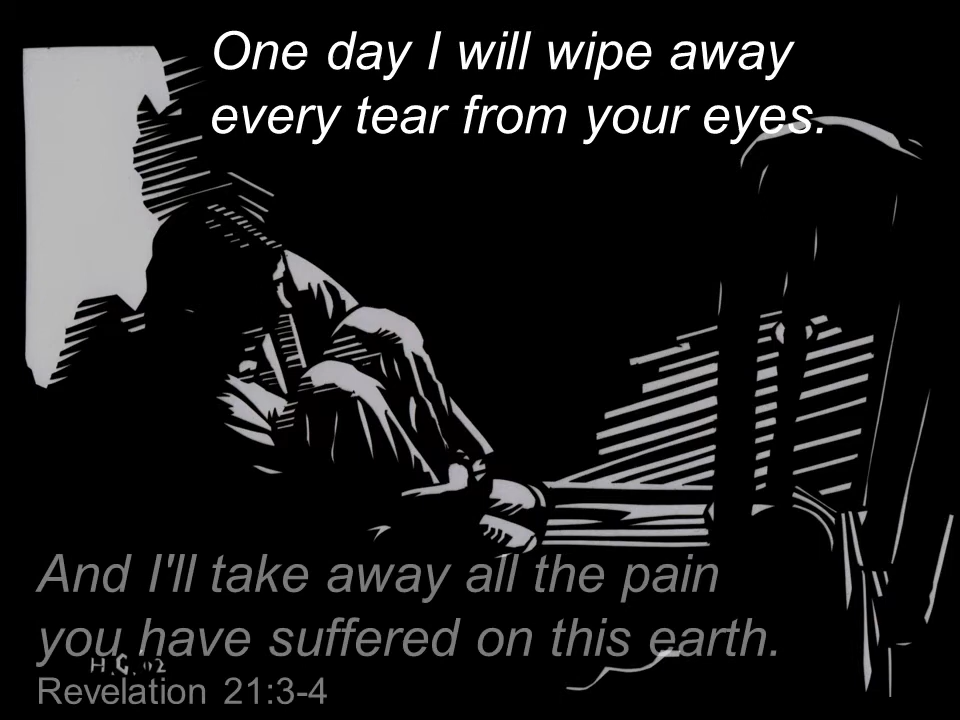 One day I will wipe away
every tear from your eyes.
And I'll take away all the pain
you have suffered on this earth.
H.G. 02
Revelation 21:3-4